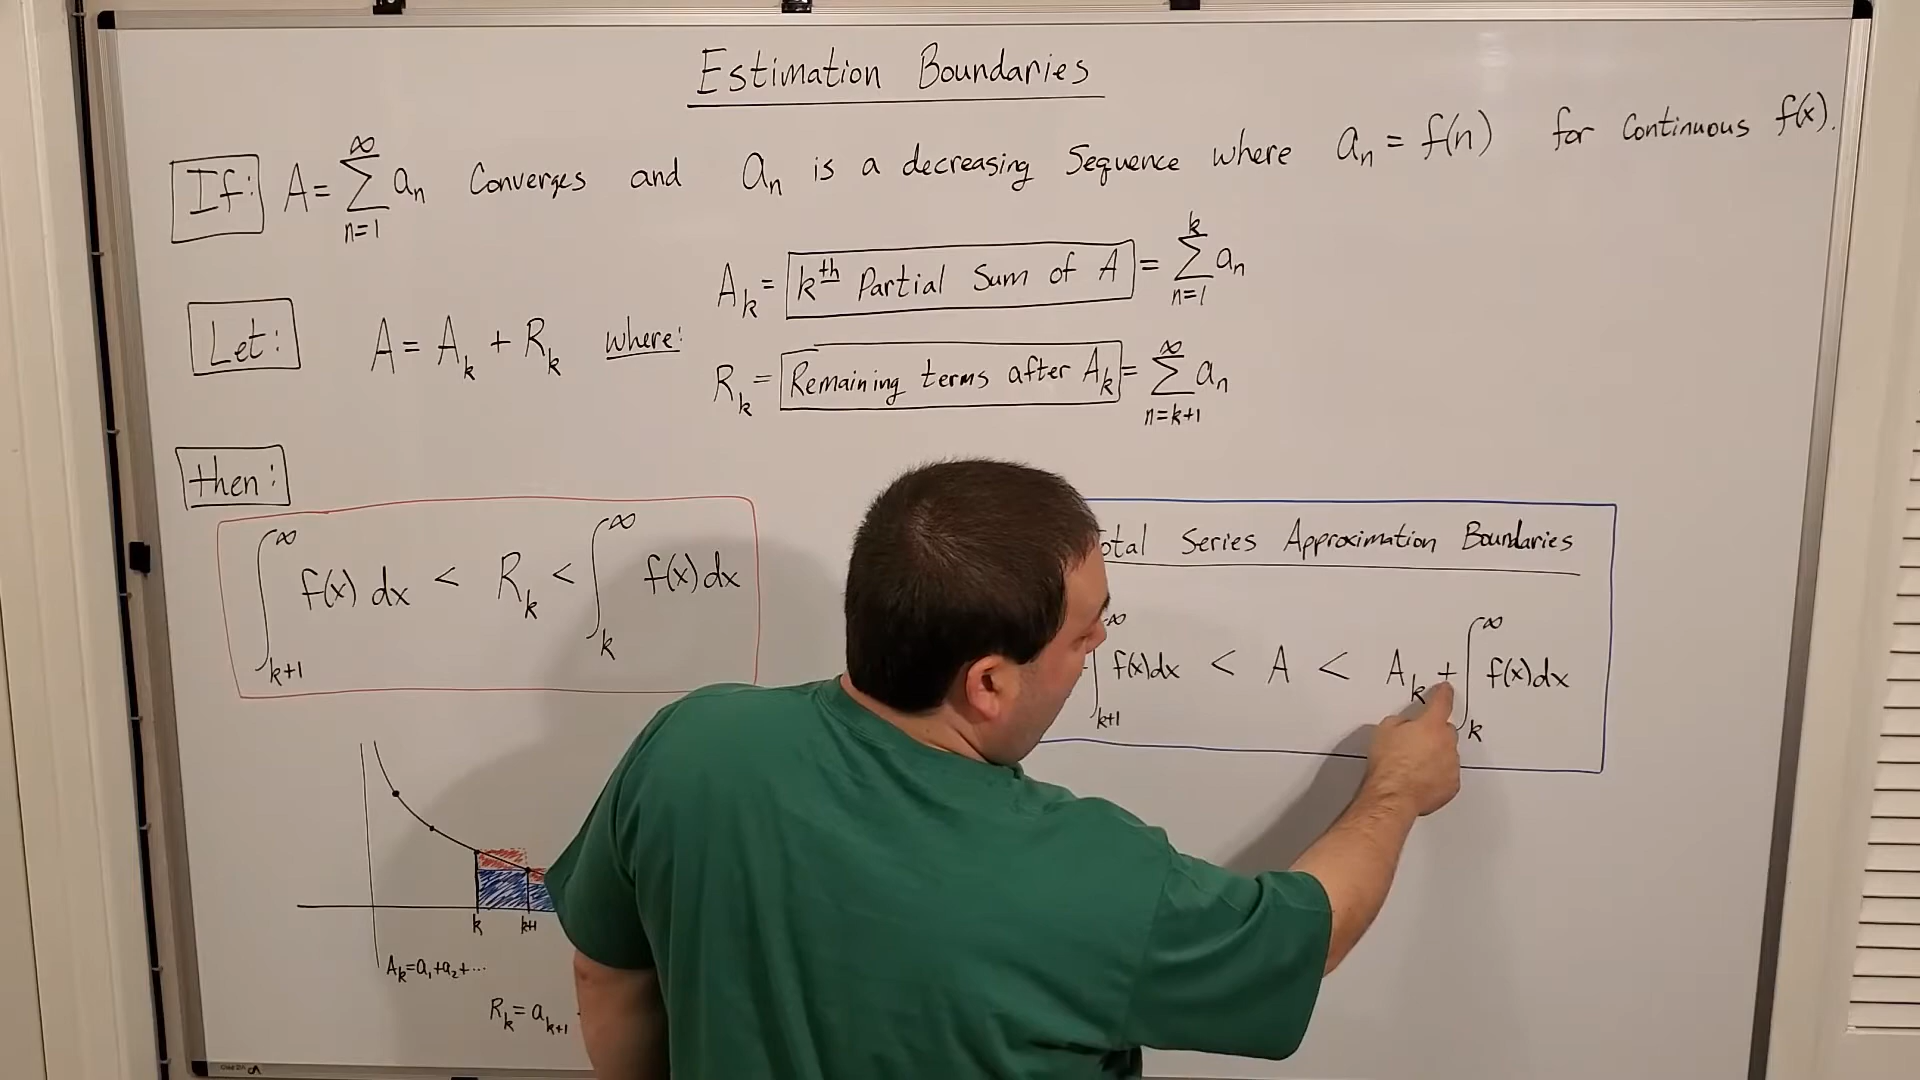 Estimation Boundaries
If: A = ∞ Σ n=1 aₙ Converges and aₙ is a decreasing Sequence where aₙ = f(n) for Continuous f(x).
Let: A = Aₖ + Rₖ where:
Aₖ = kᵗʰ Partial Sum of A = k Σ n=1 aₙ
Rₖ = Remaining terms after Aₖ = ∞ Σ n=k+1 aₙ
then:
∫ ∞ k+1 f(x) dx < Rₖ < ∫ ∞ k f(x) dx
Series Approximation Boundaries
∫ ∞ k+1 f(x)dx < A < Aₖ + ∫ ∞ k f(x)dx
k k+1
Aₖ=a₁+a₂+...
Rₖ=aₖ₊₁